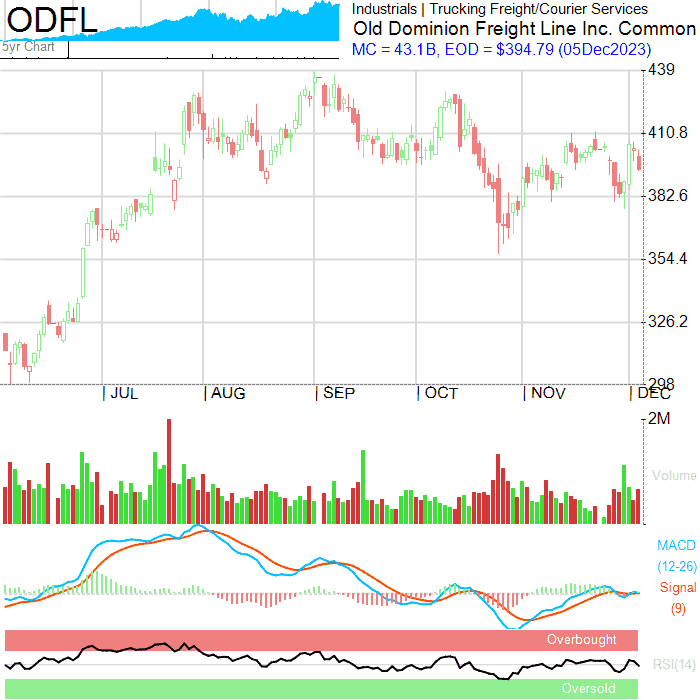 ODFL
5yr Chart
Industrials | Trucking Freight/Courier Services
Old Dominion Freight Line Inc. Common
MC = 43.1B, EOD = $394.79 (05Dec2023)
439
410.8
382.6
354.4
326.2
298
JUL AUG SEP OCT NOV DEC
2M
Volume
MACD
(12-26)
Signal
(9)
Overbought
RSI(14)
Oversold